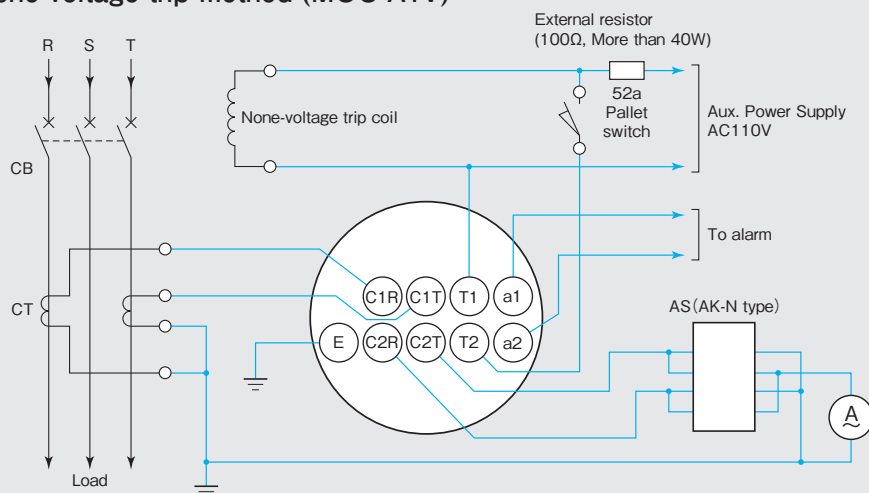 None-voltage trip method (MOC-A1V)
External resistor
(100Ω, More than 40W)
R S T
52a
Pallet
switch
None-voltage trip coil
Aux. Power Supply
AC110V
CB
To alarm
C1R C1T T1 a1
CT
AS(AK-N type)
E C2R C2T T2 a2
A
Load